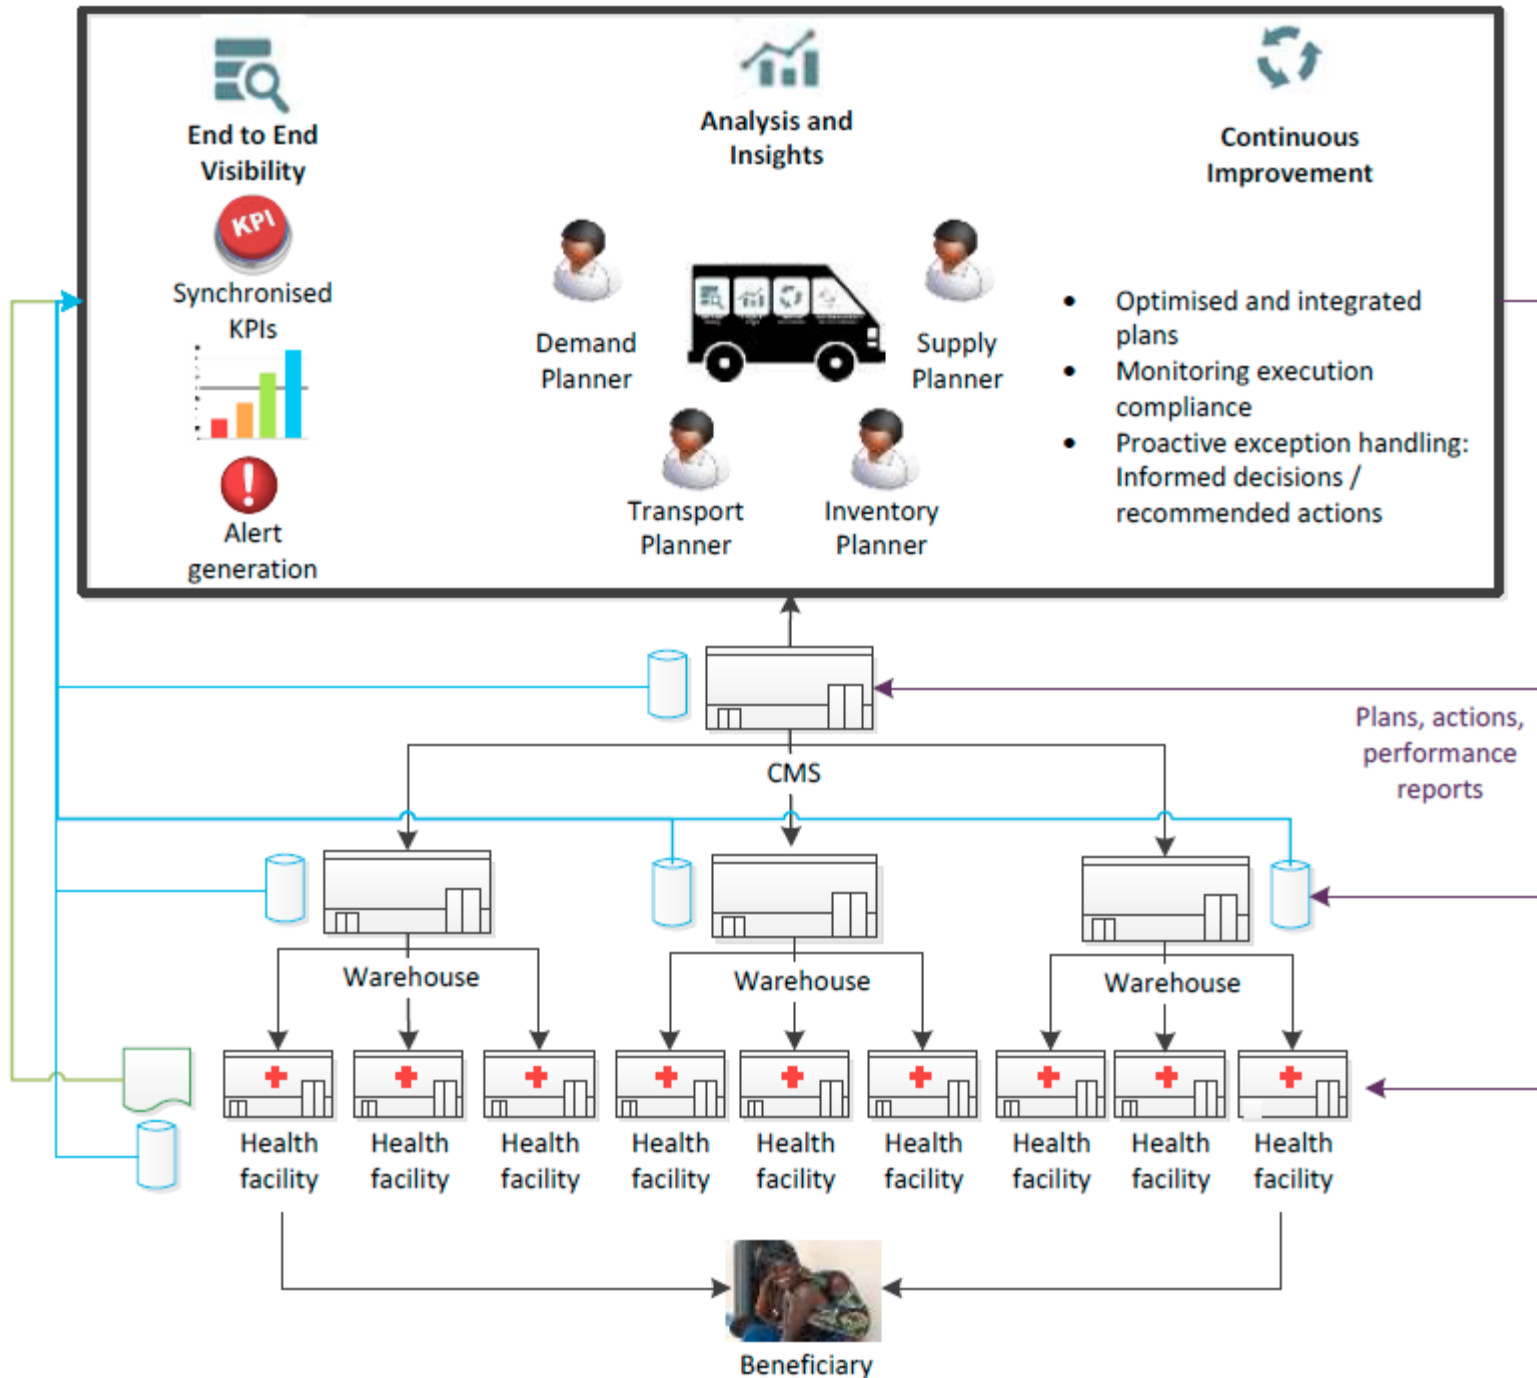 End to End
Visibility
Analysis and
Insights
Continuous
Improvement
KPI
Synchronised
KPIs
Alert
generation
Demand
Planner
Supply
Planner
Transport
Planner
Inventory
Planner
• Optimised and integrated
plans
• Monitoring execution
compliance
• Proactive exception handling:
Informed decisions /
recommended actions
Plans, actions,
performance
reports
CMS
Warehouse
Warehouse
Warehouse
Health
facility
Health
facility
Health
facility
Health
facility
Health
facility
Health
facility
Health
facility
Health
facility
Health
facility
Beneficiary